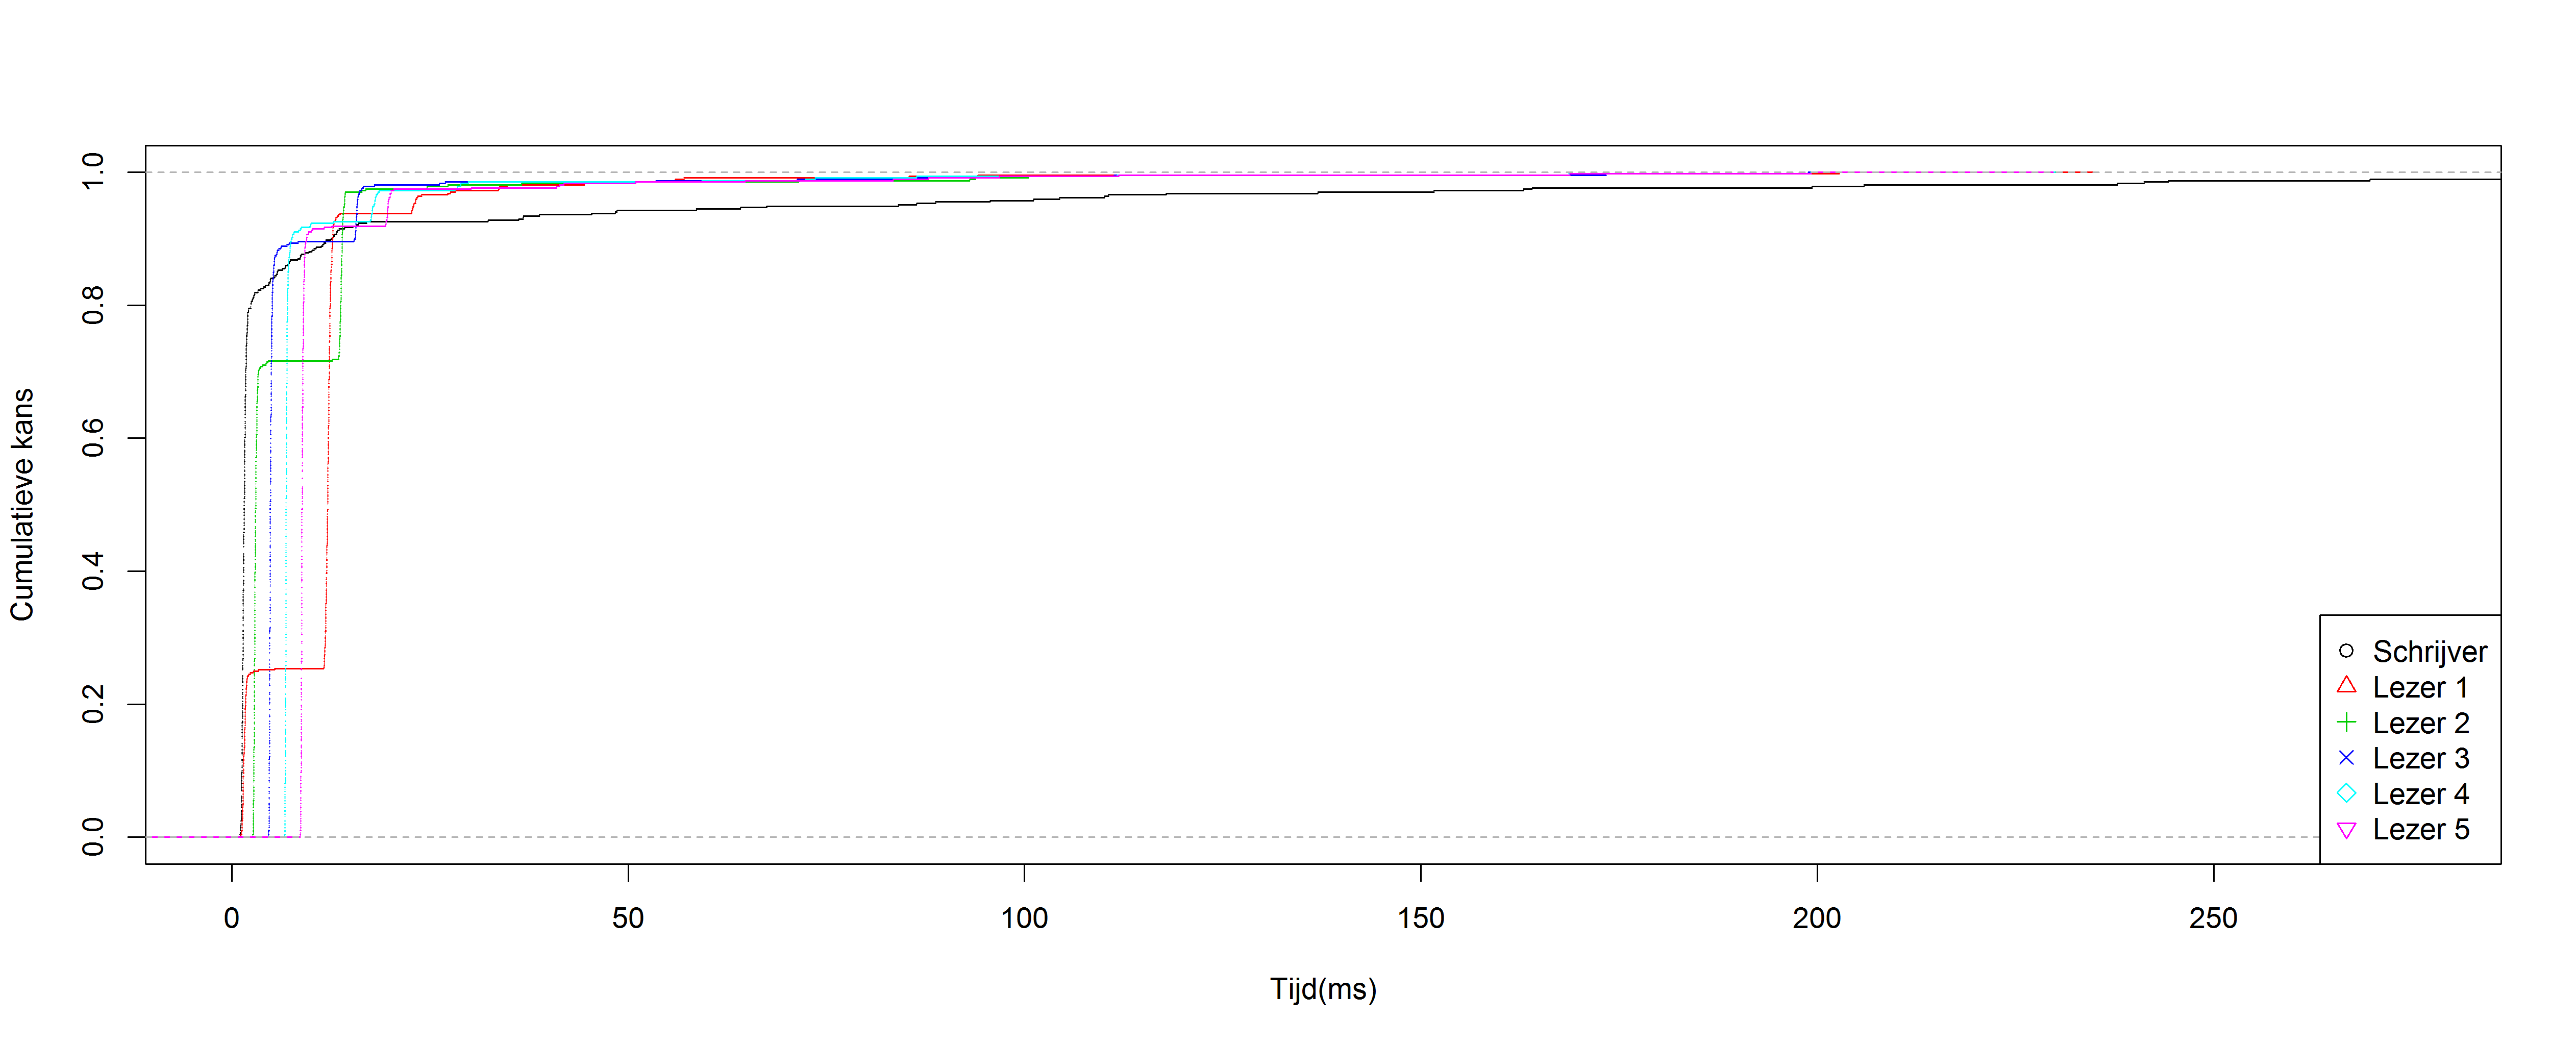 Cumulatieve kans
1.0
0.8
0.6
0.4
0.2
0.0
Schrijver
Lezer 1
Lezer 2
Lezer 3
Lezer 4
Lezer 5
0 50 100 150 200 250
Tijd(ms)